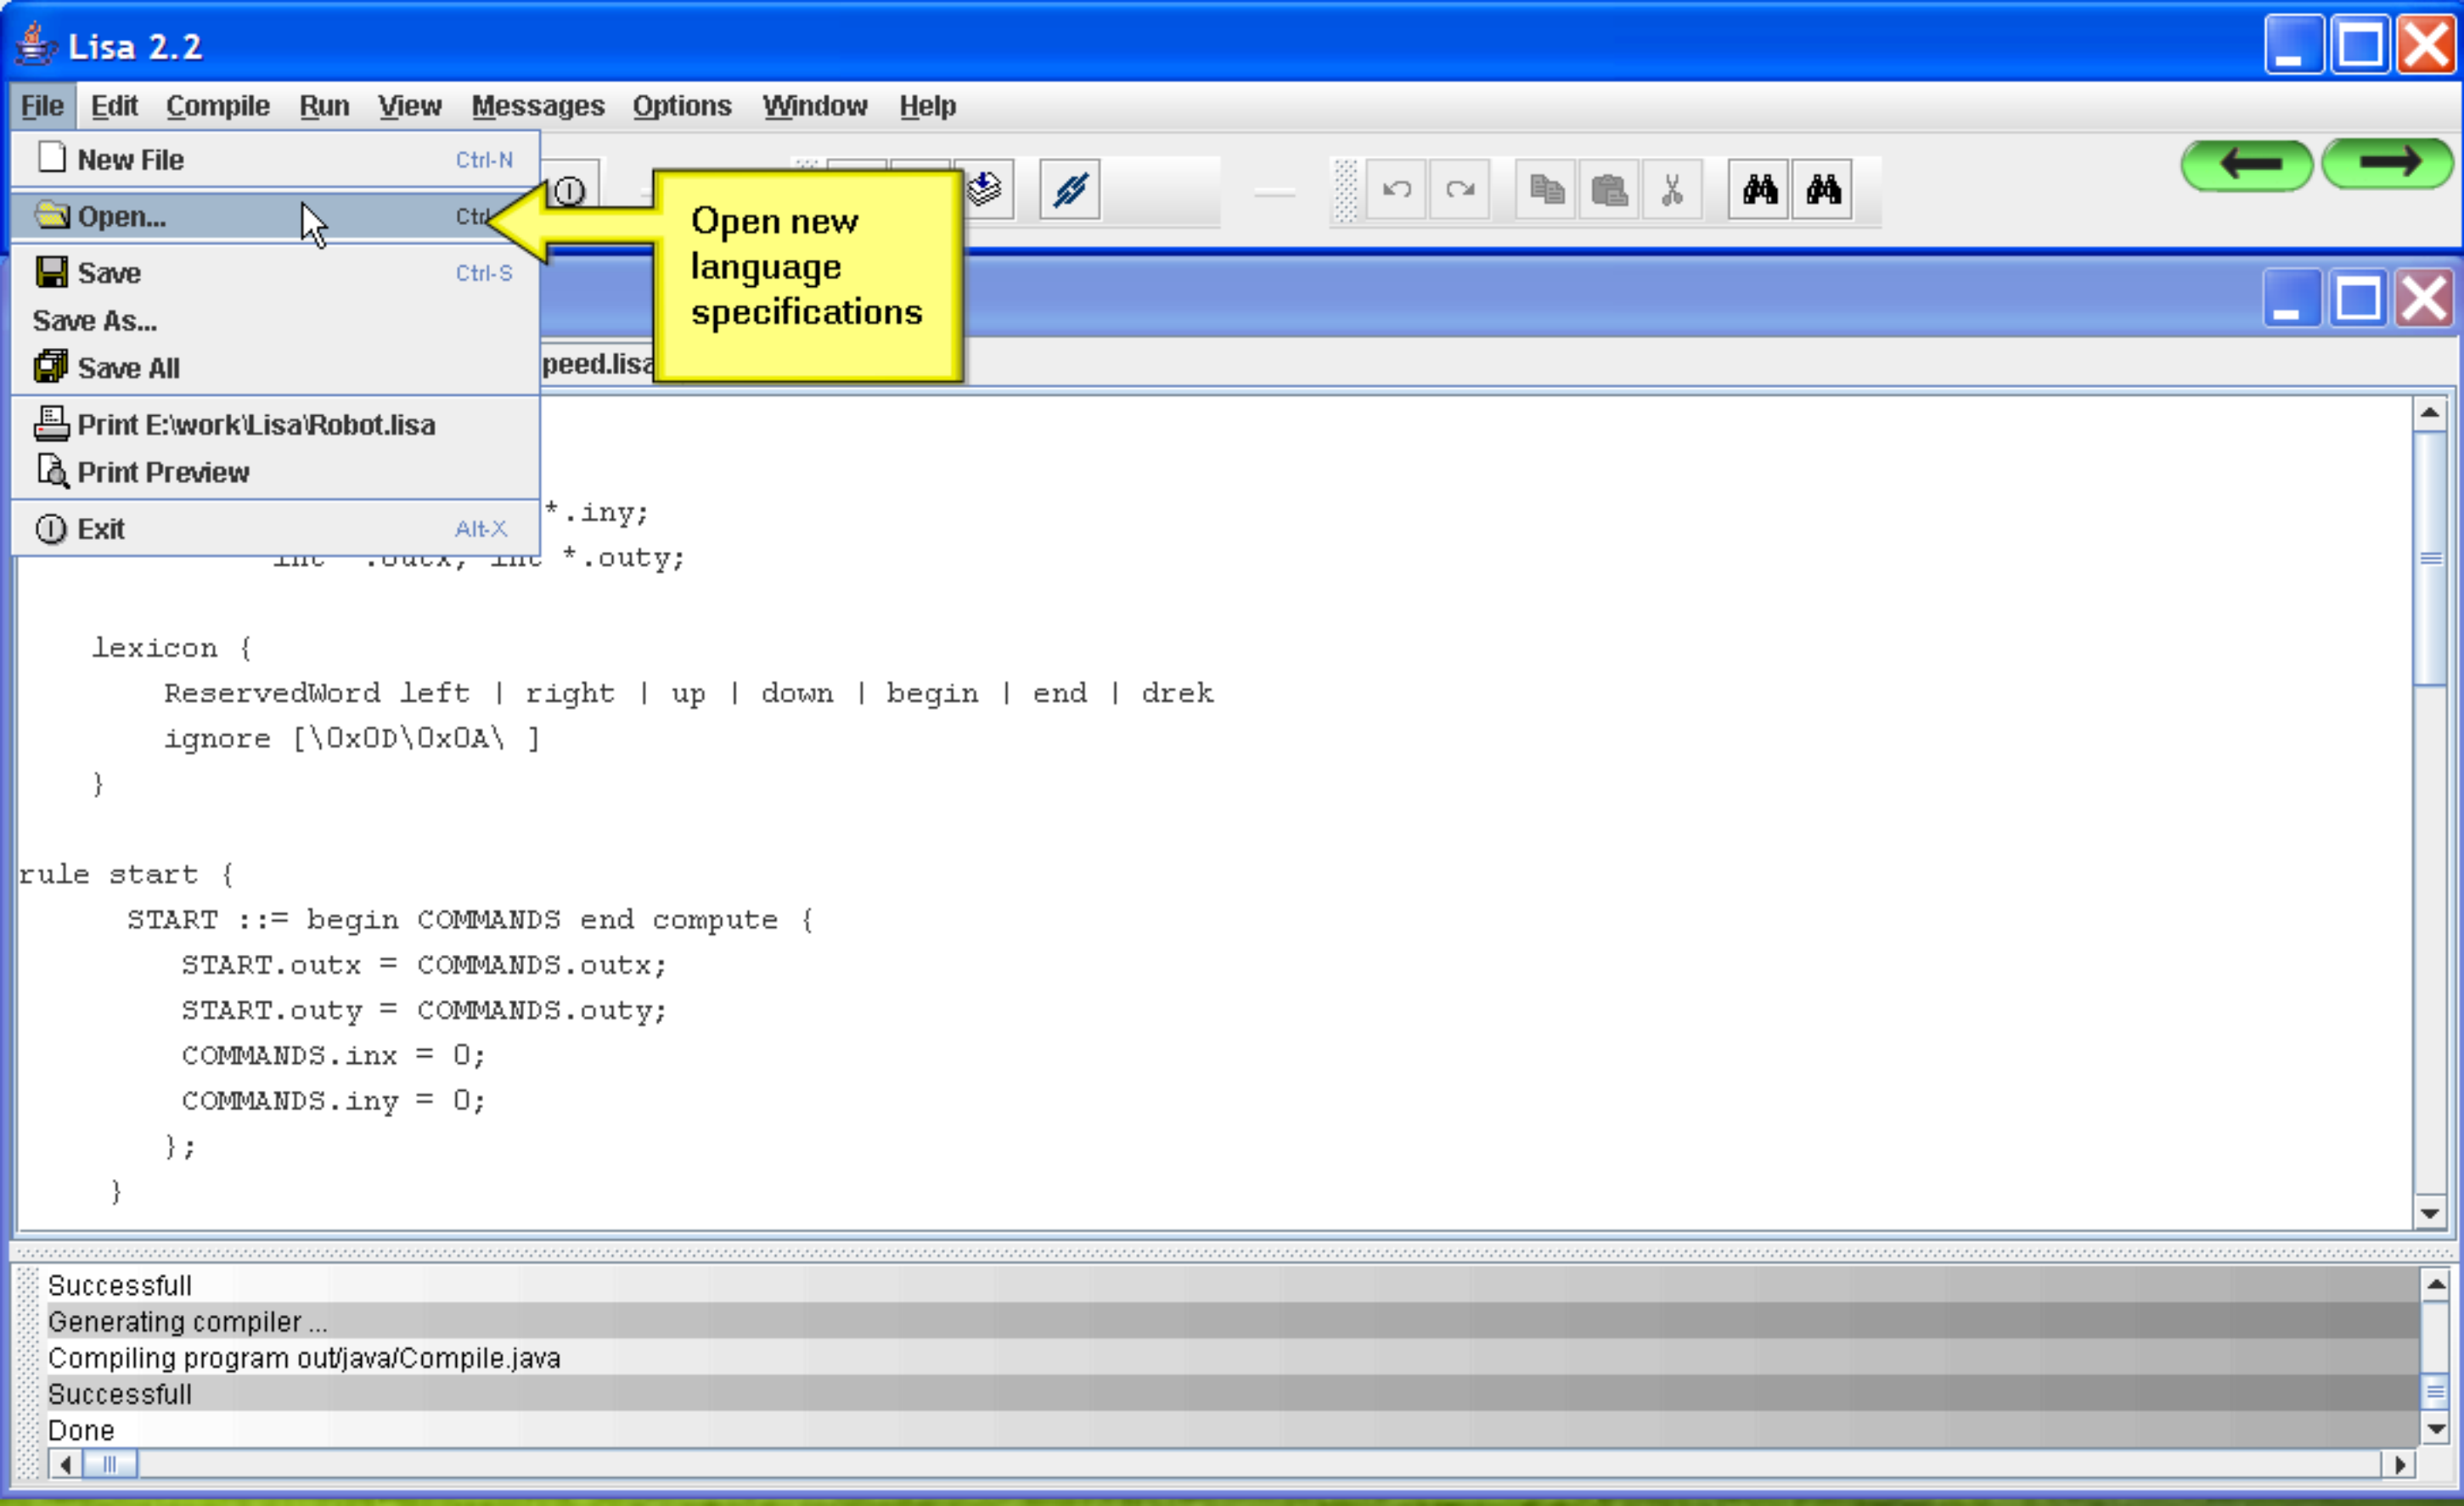 Lisa 2.2
File Edit Compile Run View Messages Options Window Help
New File Ctrl-N
Open... Ctrl-
Open new
language
specifications
Save Ctrl-S
Save As...
Save All
peed.lisa
Print E:\work\Lisa\Robot.lisa
Print Preview
*.iny;
Exit Alt-X
int *.outx, int *.outy;
lexicon {
ReservedWord left | right | up | down | begin | end | drek
ignore [\0x0D\0x0A\ ]
}
rule start {
START ::= begin COMMANDS end compute {
START.outx = COMMANDS.outx;
START.outy = COMMANDS.outy;
COMMANDS.inx = 0;
COMMANDS.iny = 0;
};
}
Successfull
Generating compiler ...
Compiling program out/java/Compile.java
Successfull
Done